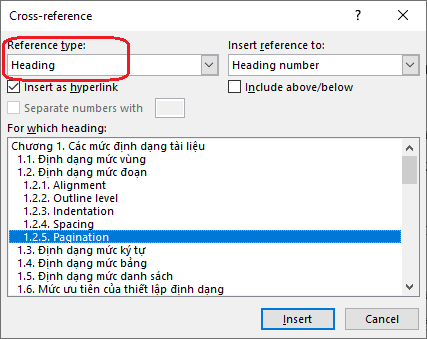 Cross-reference
Reference type:
Insert reference to:
Heading
Heading number
Insert as hyperlink
Include above/below
Separate numbers with
For which heading:
Chương 1. Các mức định dạng tài liệu
1.1. Định dạng mức vùng
1.2. Định dạng mức đoạn
1.2.1. Alignment
1.2.2. Outline level
1.2.3. Indentation
1.2.4. Spacing
1.2.5. Pagination
1.3. Định dạng mức ký tự
1.4. Định dạng mức bảng
1.5. Định dạng mức danh sách
1.6. Mức ưu tiên của thiết lập định dạng
Insert
Cancel